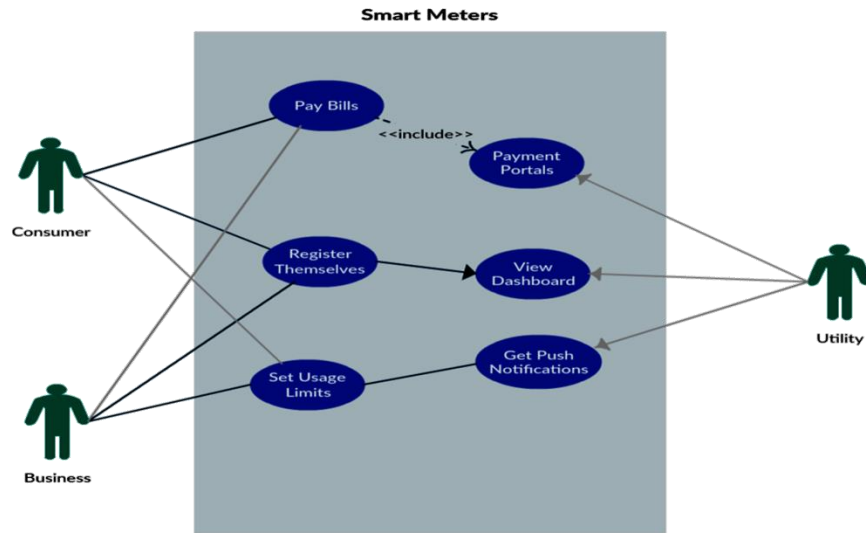 Smart Meters
Pay Bills
<<include>>
Payment
Portals
Consumer
Register
Themselves
View
Dashboard
Utility
Set Usage
Limits
Get Push
Notifications
Business